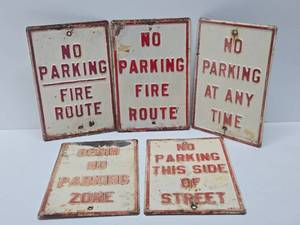 NO
PARKING
FIRE
ROUTE
NO
PARKING
FIRE
ROUTE
NO
PARKING
AT ANY
TIME
NO
PARKING
ZONE
NO
PARKING
THIS SIDE
OF
STREET